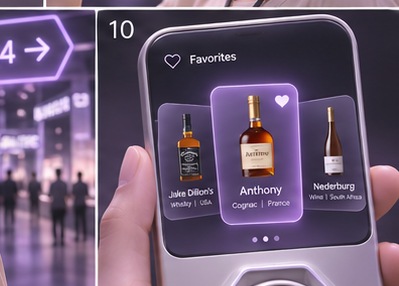 4 →
10
Favorites
Jake Dillon's
Whisky | USA
Anthony
Cognac | France
Nederburg
Wine | South Africa